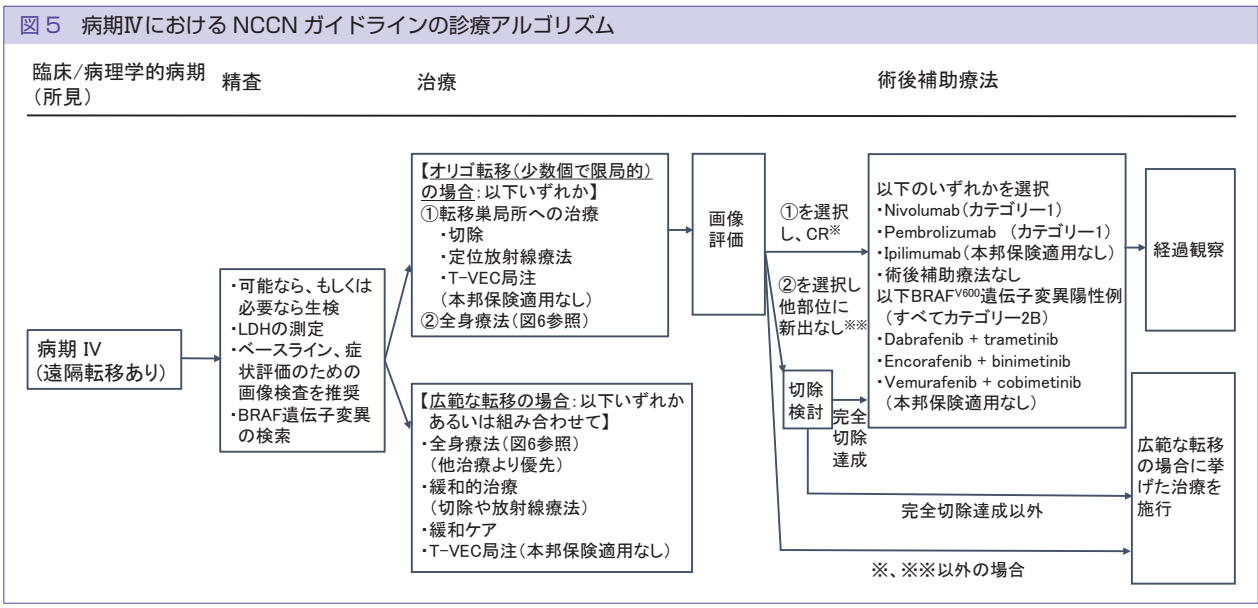 図5 病期Ⅳにおける NCCN ガイドラインの診療アルゴリズム
臨床/病理学的病期
(所見)
精査
治療
術後補助療法
病期 IV
(遠隔転移あり)
・可能なら、もしくは
必要なら生検
・LDHの測定
・ベースライン、症
状評価のための
画像検査を推奨
・BRAF遺伝子変異
の検索
【オリゴ転移(少数個で限局的)
の場合:以下いずれか】
①転移巣局所への治療
・切除
・定位放射線療法
・T-VEC局注
(本邦保険適用なし)
②全身療法(図6参照)
【広範な転移の場合:以下いずれか
あるいは組み合わせて】
・全身療法(図6参照)
(他治療より優先)
・緩和的治療
(切除や放射線療法)
・緩和ケア
・T-VEC局注(本邦保険適用なし)
画像
評価
①を選択
し、CR※
②を選択し
他部位に
新出なし※※
切除
検討
完全
切除
達成
以下のいずれかを選択
・Nivolumab(カテゴリー1)
・Pembrolizumab (カテゴリー1)
・Ipilimumab(本邦保険適用なし)
・術後補助療法なし
以下BRAFV600遺伝子変異陽性例
(すべてカテゴリー2B)
・Dabrafenib + trametinib
・Encorafenib + binimetinib
・Vemurafenib + cobimetinib
(本邦保険適用なし)
経過観察
広範な転移
の場合に挙
げた治療を
施行
完全切除達成以外
※、※※以外の場合